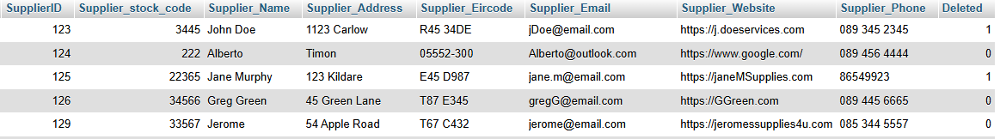 SupplierID Supplier_stock_code Supplier_Name Supplier_Address Supplier_Eircode Supplier_Email Supplier_Website Supplier_Phone Deleted
123 3445 John Doe 1123 Carlow R45 34DE jDoe@email.com https://j.doeservices.com 089 345 2345 1
124 222 Alberto Timon 05552-300 Alberto@outlook.com https://www.google.com/ 089 456 4444 0
125 22365 Jane Murphy 123 Kildare E45 D987 jane.m@email.com https://janeMSupplies.com 86549923 1
126 34566 Greg Green 45 Green Lane T87 E345 gregG@email.com https://GGreen.com 089 445 6665 0
129 33567 Jerome 54 Apple Road T67 C432 jerome@email.com https://jeromessupplies4u.com 085 344 5557 0